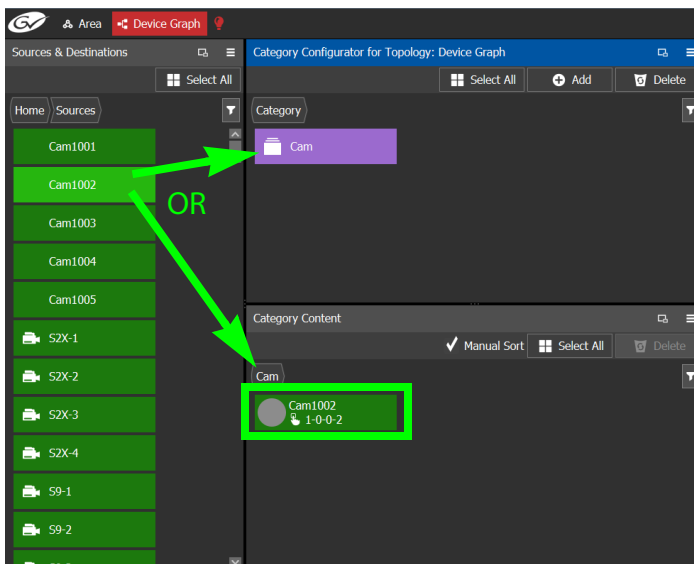 GV Area Device Graph
Sources & Destinations
Select All
Home Sources
Cam1001
Cam1002
Cam1003
Cam1004
Cam1005
S2X-1
S2X-2
S2X-3
S2X-4
S9-1
S9-2
OR
Category Configurator for Topology: Device Graph
Select All Add Delete
Category
Cam
Category Content
Manual Sort Select All Delete
Cam
Cam1002
1-0-0-2